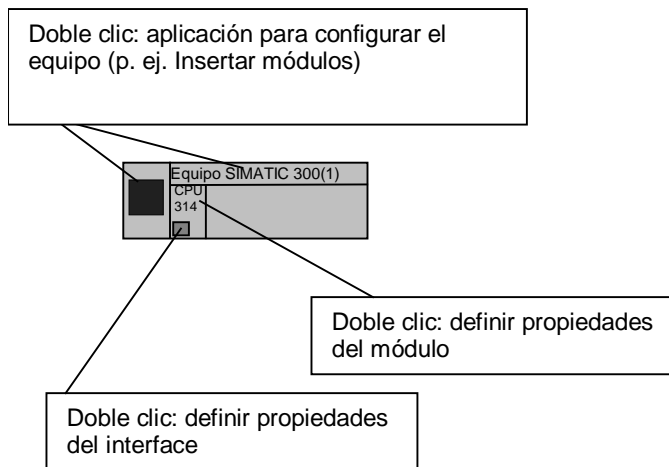 Doble clic: aplicación para configurar el
equipo (p. ej. Insertar módulos)
Equipo SIMATIC 300(1)
CPU
314
Doble clic: definir propiedades
del módulo
Doble clic: definir propiedades
del interface